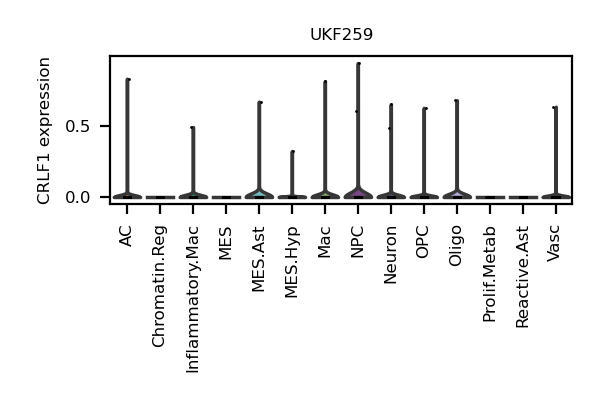 UKF259
CRLF1 expression
0.5
0.0
AC
Chromatin.Reg
Inflammatory.Mac
MES
MES.Ast
MES.Hyp
Mac
NPC
Neuron
OPC
Oligo
Prolif.Metab
Reactive.Ast
Vasc